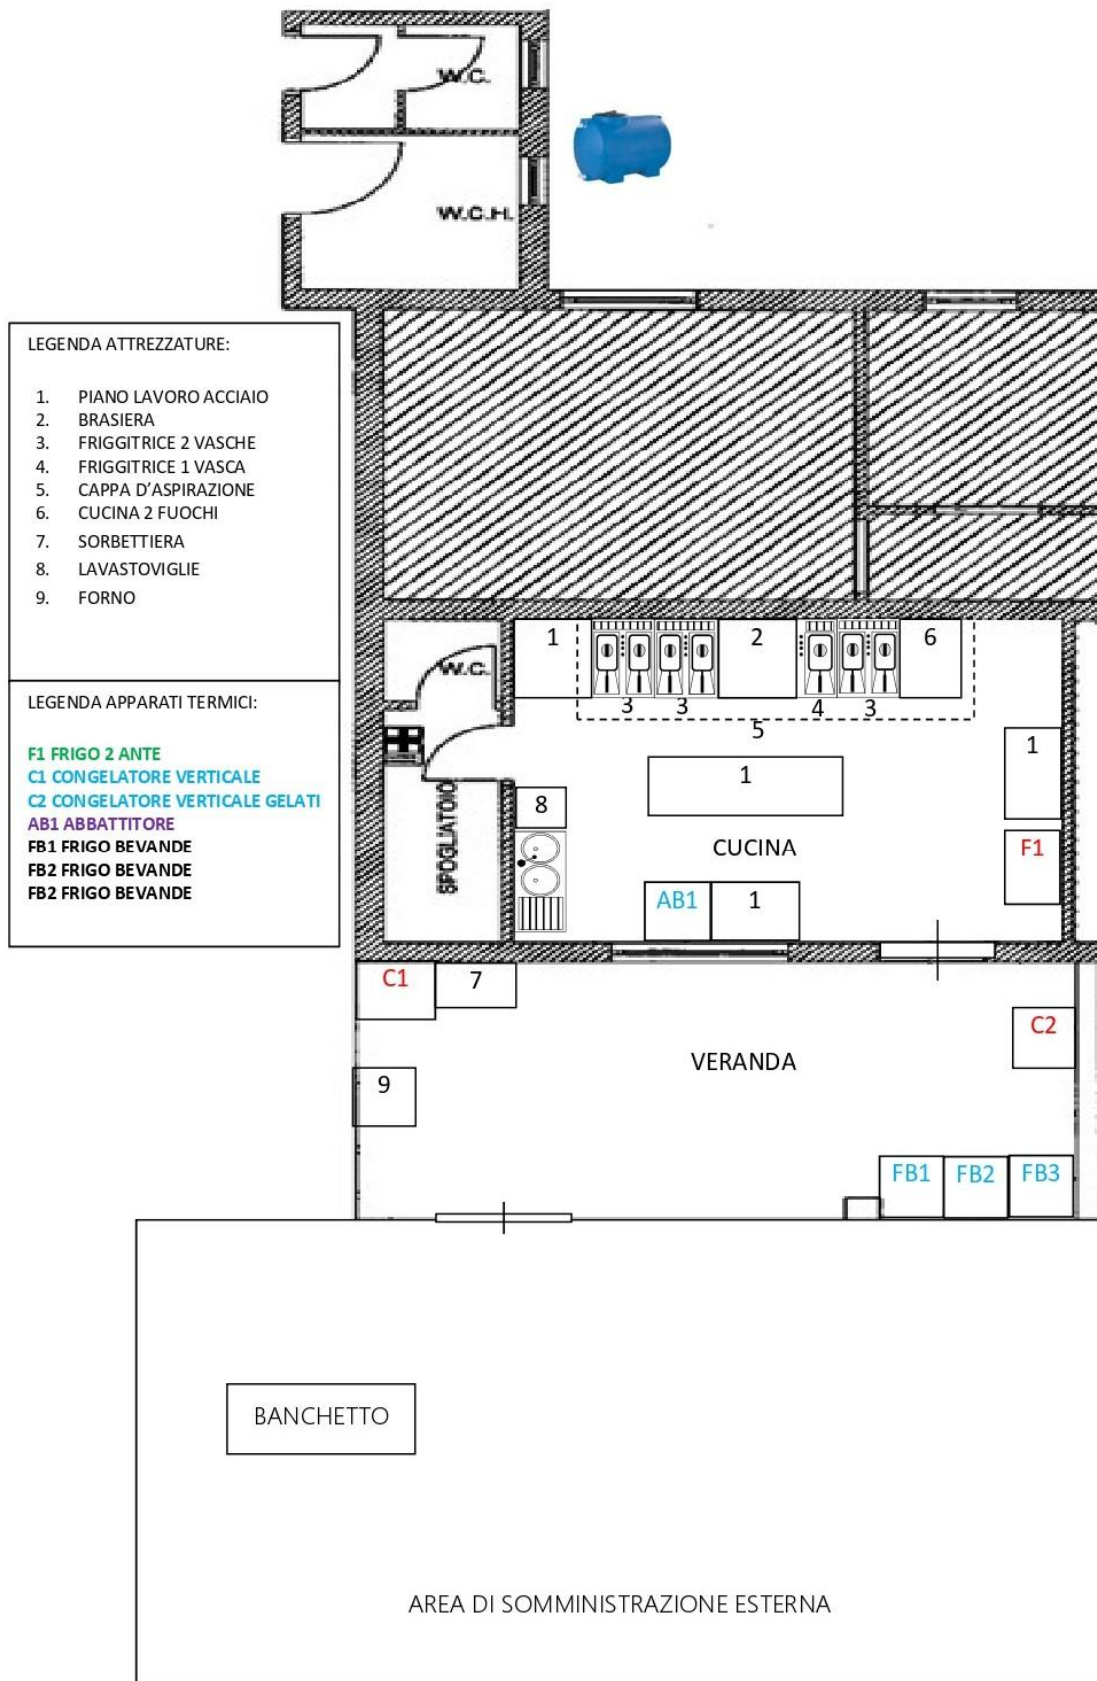 W.C.
W.C.H.
LEGENDA ATTREZZATURE:
1. PIANO LAVORO ACCIAIO
2. BRASIERA
3. FRIGGITRICE 2 VASCHE
4. FRIGGITRICE 1 VASCA
5. CAPPA D'ASPIRAZIONE
6. CUCINA 2 FUOCHI
7. SORBETTIERA
8. LAVASTOVIGLIE
9. FORNO
LEGENDA APPARATI TERMICI:
F1 FRIGO 2 ANTE
C1 CONGELATORE VERTICALE
C2 CONGELATORE VERTICALE GELATI
AB1 ABBATTITORE
FB1 FRIGO BEVANDE
FB2 FRIGO BEVANDE
FB2 FRIGO BEVANDE
1 2 6
W.C.
3 3 4 3
5
1
1
8
SPOGLIATOIO
CUCINA
F1
AB1 1
C1 7
C2
VERANDA
9
FB1 FB2 FB3
BANCHETTO
AREA DI SOMMINISTRAZIONE ESTERNA